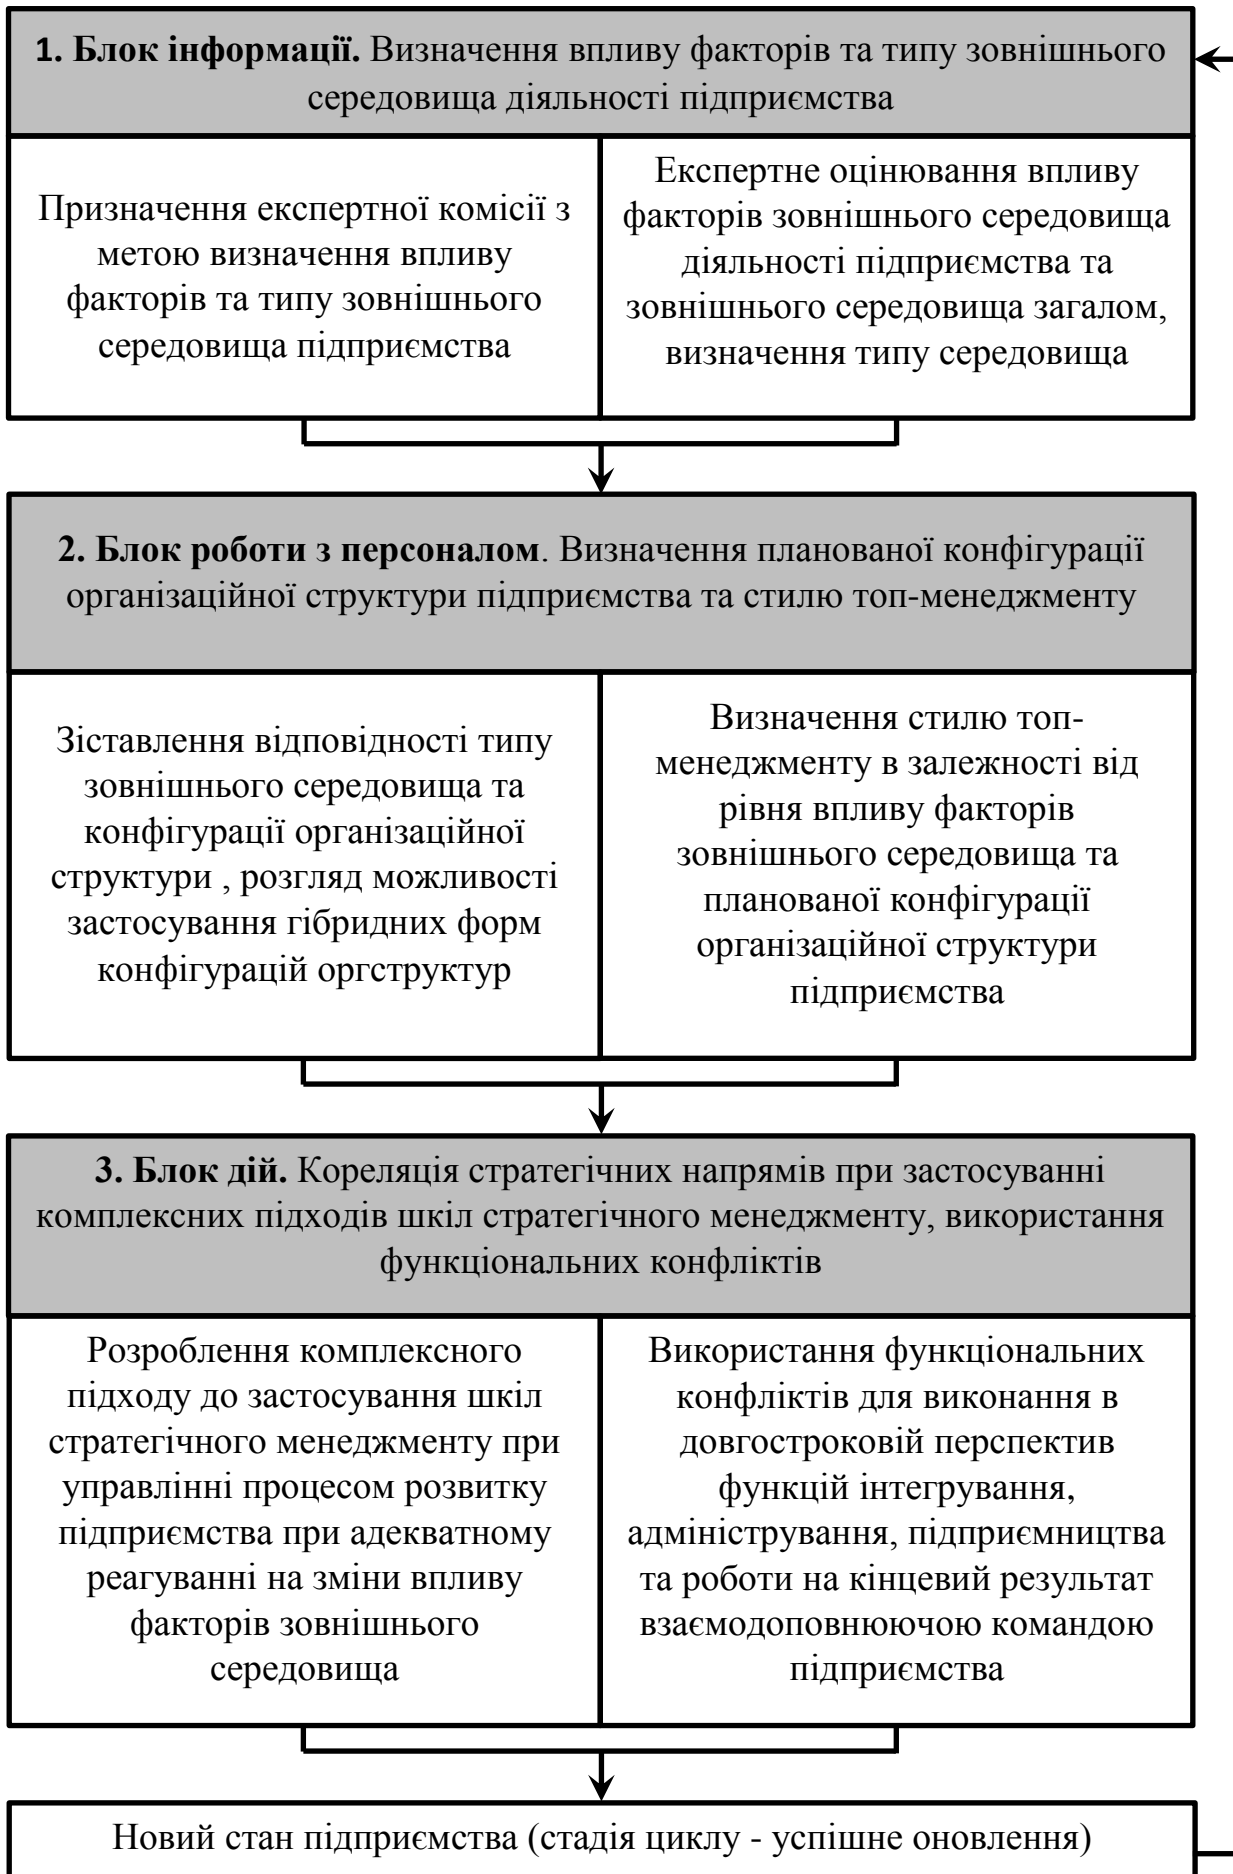 1. Блок інформації. Визначення впливу факторів та типу зовнішнього
середовища діяльності підприємства
Призначення експертної комісії з
метою визначення впливу
факторів та типу зовнішнього
середовища підприємства
Експертне оцінювання впливу
факторів зовнішнього середовища
діяльності підприємства та
зовнішнього середовища загалом,
визначення типу середовища
2. Блок роботи з персоналом. Визначення планованої конфігурації
організаційної структури підприємства та стилю топ-менеджменту
Зіставлення відповідності типу
зовнішнього середовища та
конфігурації організаційної
структури , розгляд можливості
застосування гібридних форм
конфігурацій оргструктур
Визначення стилю топ-
менеджменту в залежності від
рівня впливу факторів
зовнішнього середовища та
планованої конфігурації
організаційної структури
підприємства
3. Блок дій. Кореляція стратегічних напрямів при застосуванні
комплексних підходів шкіл стратегічного менеджменту, використання
функціональних конфліктів
Розроблення комплексного
підходу до застосування шкіл
стратегічного менеджменту при
управлінні процесом розвитку
підприємства при адекватному
реагуванні на зміни впливу
факторів зовнішнього
середовища
Використання функціональних
конфліктів для виконання в
довгостроковій перспектив
функцій інтегрування,
адміністрування, підприємництва
та роботи на кінцевий результат
взаємодоповнюючою командою
підприємства
Новий стан підприємства (стадія циклу - успішне оновлення)